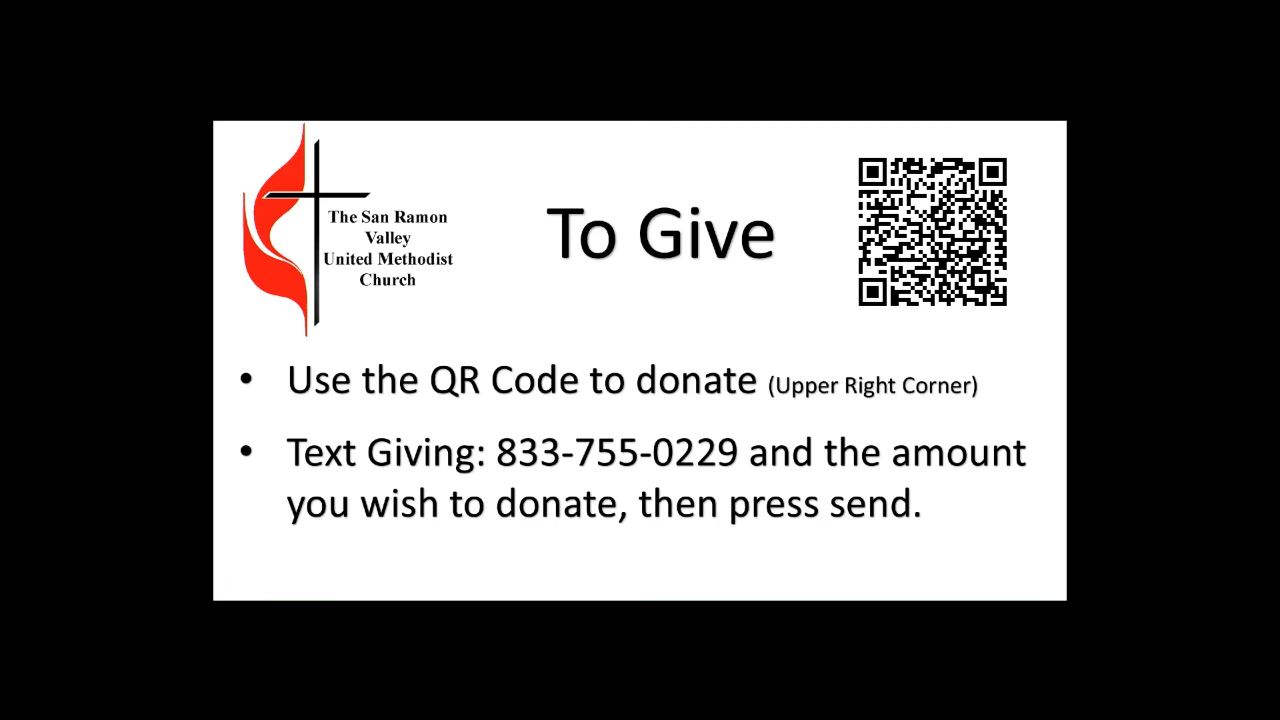 The San Ramon
Valley
United Methodist
Church
To Give
• Use the QR Code to donate (Upper Right Corner)
• Text Giving: 833-755-0229 and the amount
you wish to donate, then press send.